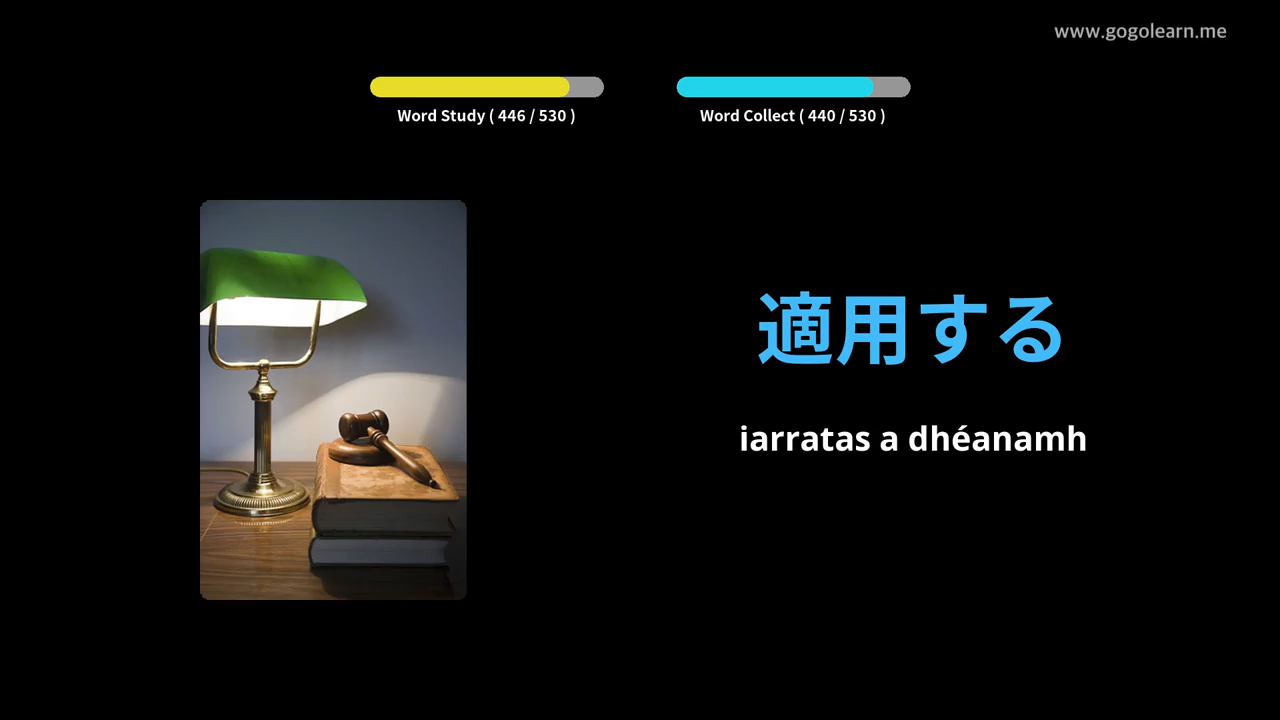 www.gogolearn.me
Word Study ( 446 / 530 )
Word Collect ( 440 / 530 )
適用する
iarratas a dhéanamh